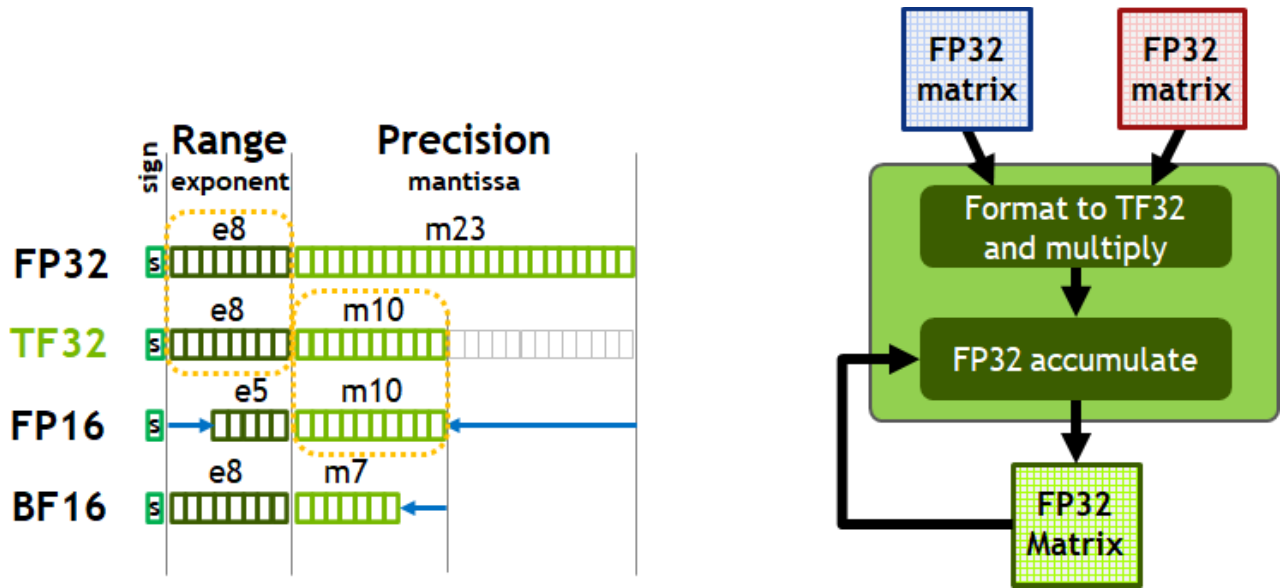 Range
Precision
sign
exponent
mantissa
e8
m23
FP32
s
e8
m10
TF32
s
e5
m10
FP16
s
e8
m7
BF16
s
FP32
matrix
FP32
matrix
Format to TF32
and multiply
FP32 accumulate
FP32
Matrix